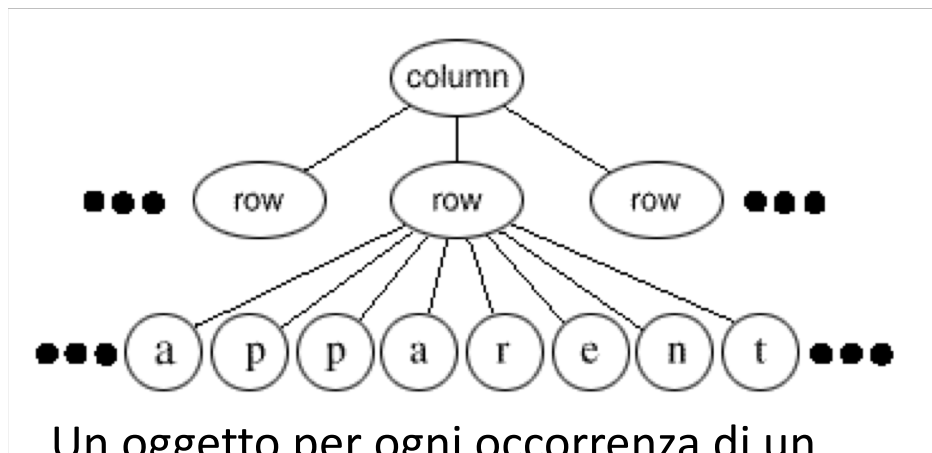 column
row row row
a p p a r e n t
Un oggetto per ogni occorrenza di un